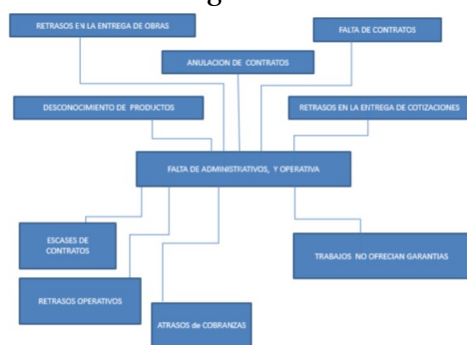 g
RETRASOS EN LA ENTREGA DE OBRAS
FALTA DE CONTRATOS
ANULACION DE CONTRATOS
DESCONOCIMIENTO DE PRODUCTOS
RETRASOS EN LA ENTREGA DE COTIZACIONES
FALTA DE ADMINISTRATIVOS, Y OPERATIVA
ESCASES DE
CONTRATOS
TRABAJOS NO OFRECIAN GARANTIAS
RETRASOS OPERATIVOS
ATRASOS de COBRANZAS